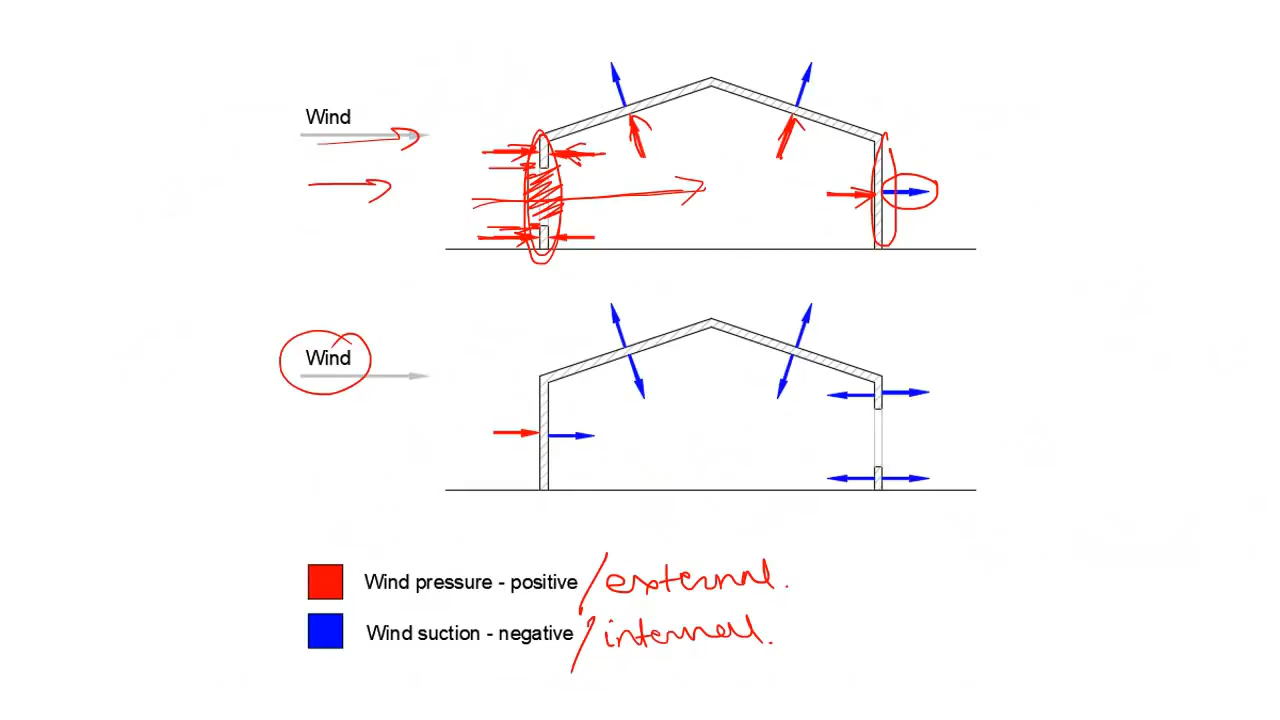 Wind
Wind
Wind pressure - positive /external.
Wind suction - negative /internal.